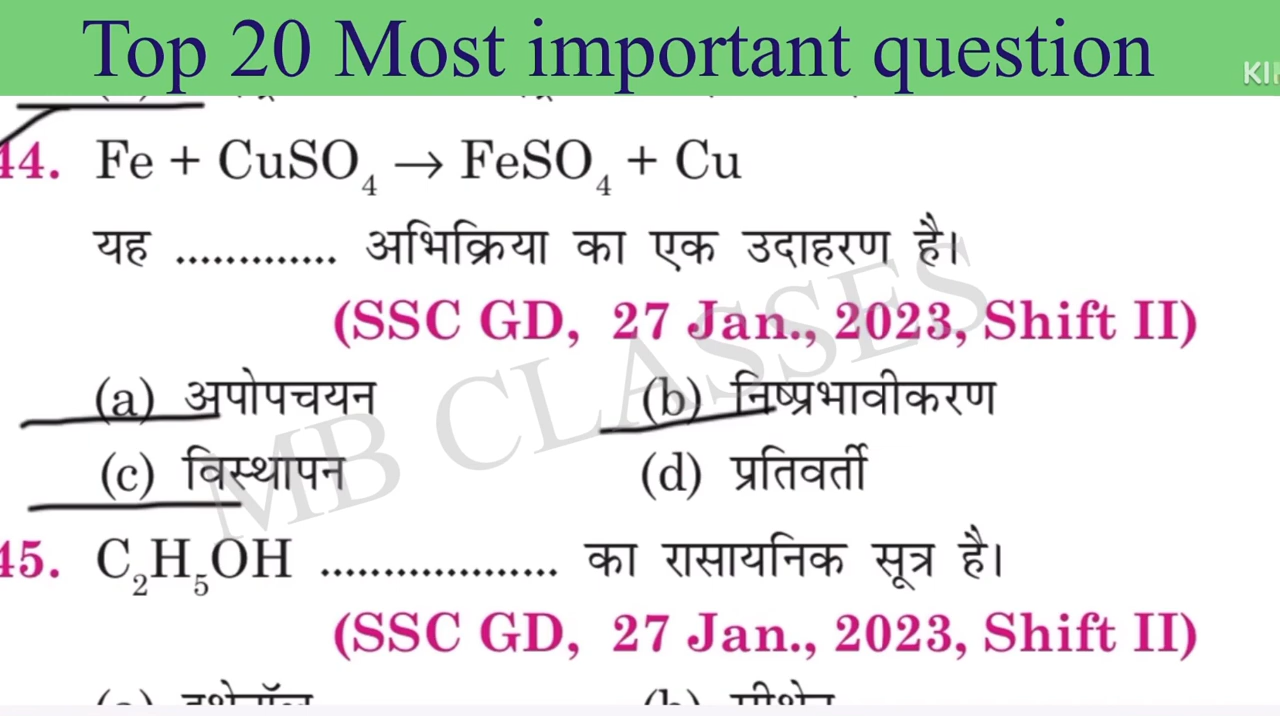 Top 20 Most important question
44. Fe + CuSO₄ → FeSO₄ + Cu
यह ............. अभिक्रिया का एक उदाहरण है।
(SSC GD, 27 Jan., 2023, Shift II)
(a) अपोपचयन (b) निष्प्रभावीकरण
(c) विस्थापन (d) प्रतिवर्ती
MB CLASSES
45. C₂H₅OH ................... का रासायनिक सूत्र है।
(SSC GD, 27 Jan., 2023, Shift II)